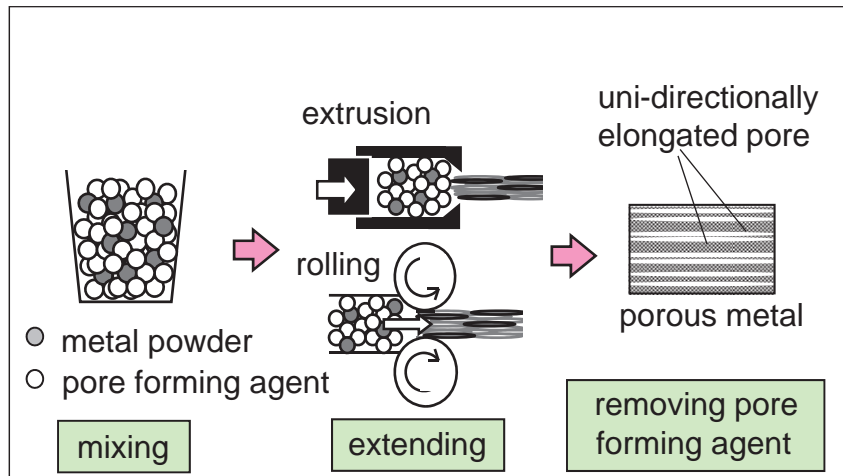 extrusion
rolling
metal powder
pore forming agent
mixing
extending
uni-directionally
elongated pore
porous metal
removing pore
forming agent